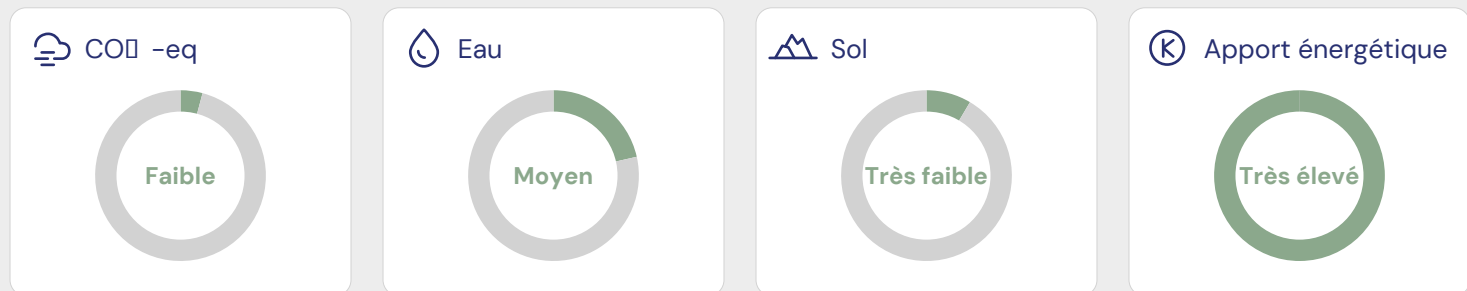 CO▯ -eq
Eau
Sol
Apport énergétique
Faible
Moyen
Très faible
Très élevé